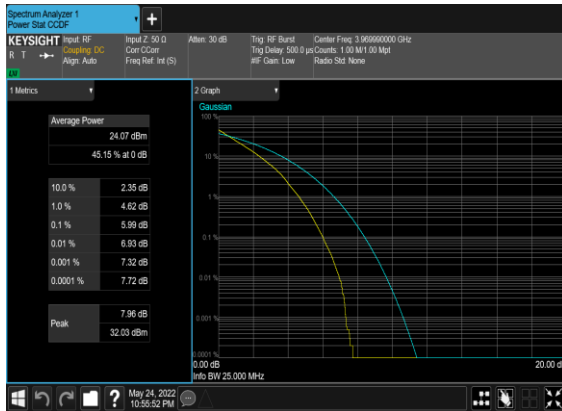 Spectrum Analyzer 1
Power Stat CCDF
KEYSIGHT
R T
LXI
Input: RF
Coupling: DC
Align: Auto
Input Z: 50 Ω
Corr CCorr
Freq Ref: Int (S)
Atten: 30 dB
Trig: RF Burst
Trig Delay: 500.0 µs
#IF Gain: Low
Center Freq: 3.969990000 GHz
Counts: 1.00 M/1.00 Mpt
Radio Std: None
1 Metrics
Average Power
24.07 dBm
45.15 % at 0 dB
10.0 % 2.35 dB
1.0 % 4.62 dB
0.1 % 5.99 dB
0.01 % 6.93 dB
0.001 % 7.32 dB
0.0001 % 7.72 dB
Peak
7.96 dB
32.03 dBm
2 Graph
Gaussian
100 %
10 %
1 %
0.1 %
0.01 %
0.001 %
0.0001 %
0.00 dB
20.00 d
Info BW 25.000 MHz
May 24, 2022
10:55:52 PM